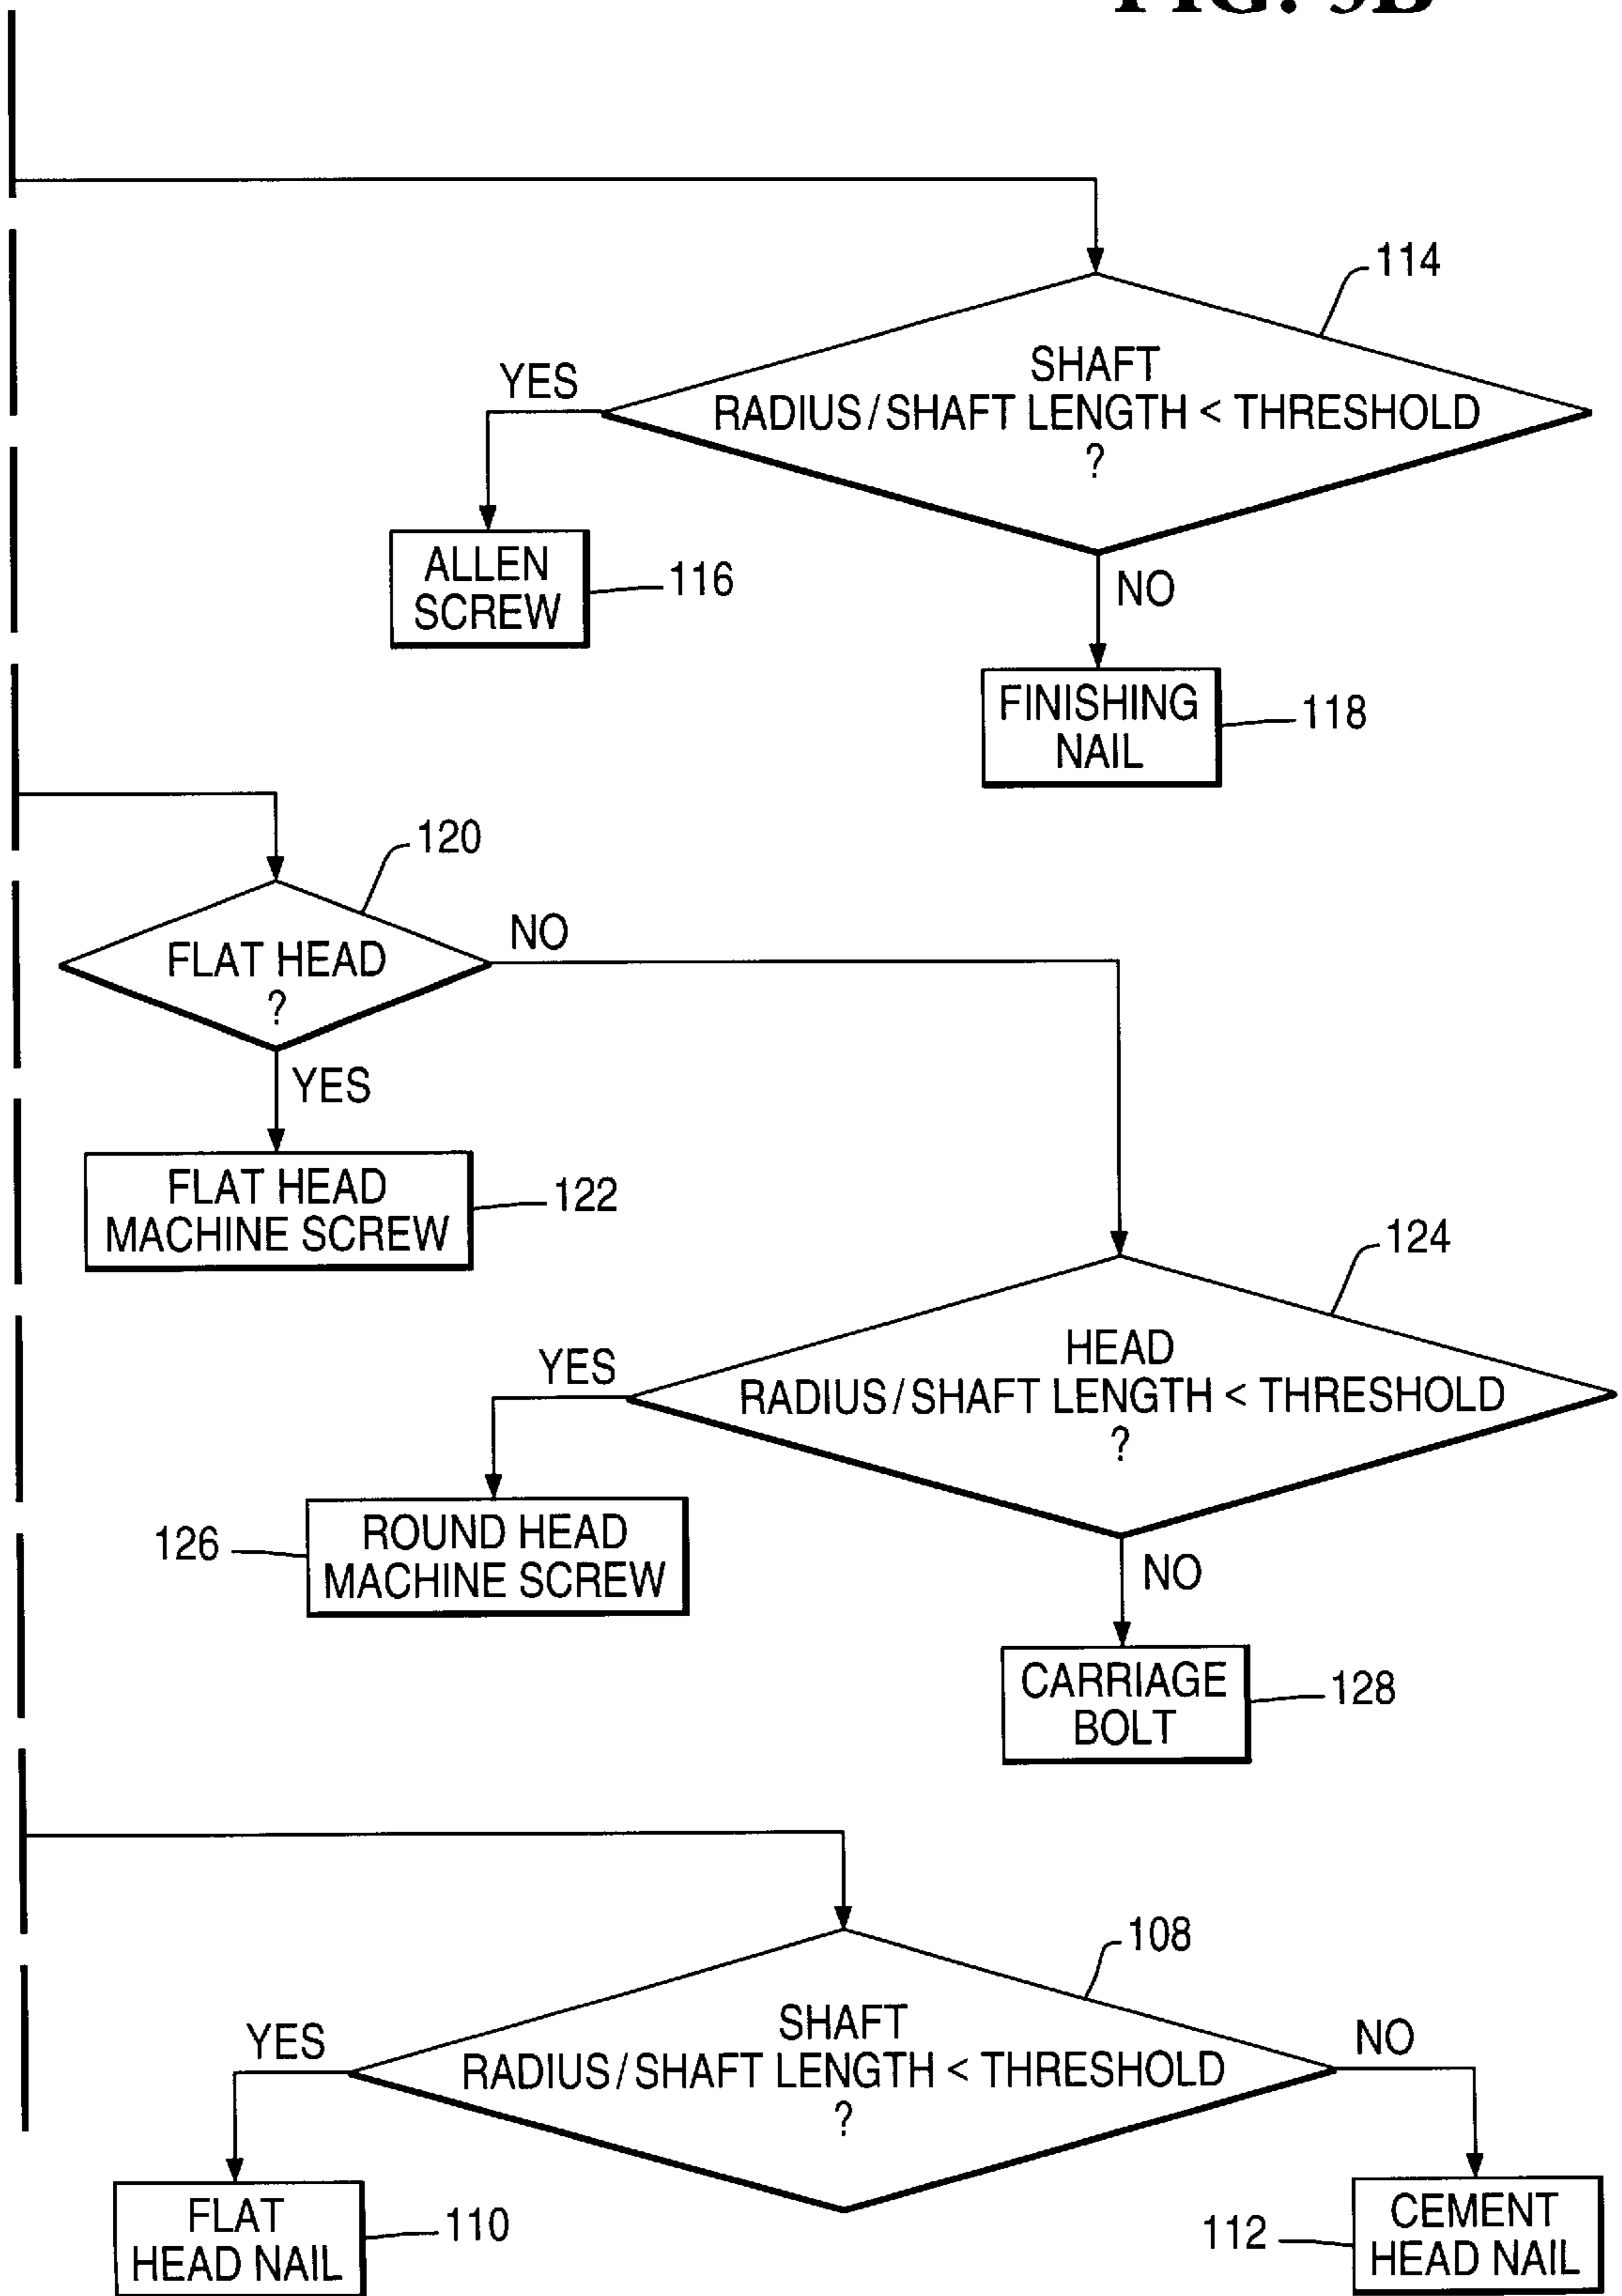 FIG. 5B
114
SHAFT
RADIUS/SHAFT LENGTH < THRESHOLD
?
YES
NO
ALLEN
SCREW
116
FINISHING
NAIL
118
120
FLAT HEAD
?
NO
YES
FLAT HEAD
MACHINE SCREW
122
124
HEAD
RADIUS/SHAFT LENGTH < THRESHOLD
?
YES
NO
126
ROUND HEAD
MACHINE SCREW
CARRIAGE
BOLT
128
108
SHAFT
RADIUS/SHAFT LENGTH < THRESHOLD
?
YES
NO
FLAT
HEAD NAIL
110
112
CEMENT
HEAD NAIL